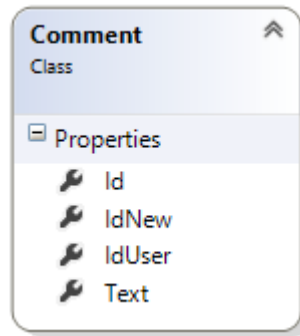 Comment
Class
Properties
Id
IdNew
IdUser
Text